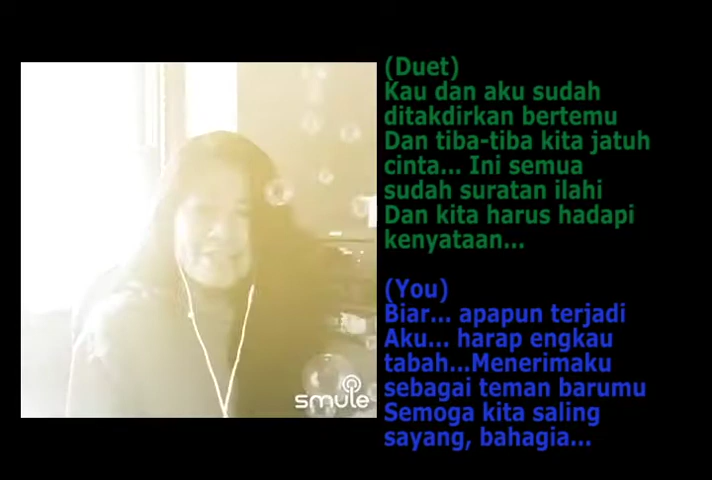 (Duet)
Kau dan aku sudah
ditakdirkan bertemu
Dan tiba-tiba kita jatuh
cinta... Ini semua
sudah suratan ilahi
Dan kita harus hadapi
kenyataan...
(You)
Biar... apapun terjadi
Aku... harap engkau
tabah...Menerimaku
sebagai teman barumu
Semoga kita saling
sayang, bahagia...
smule